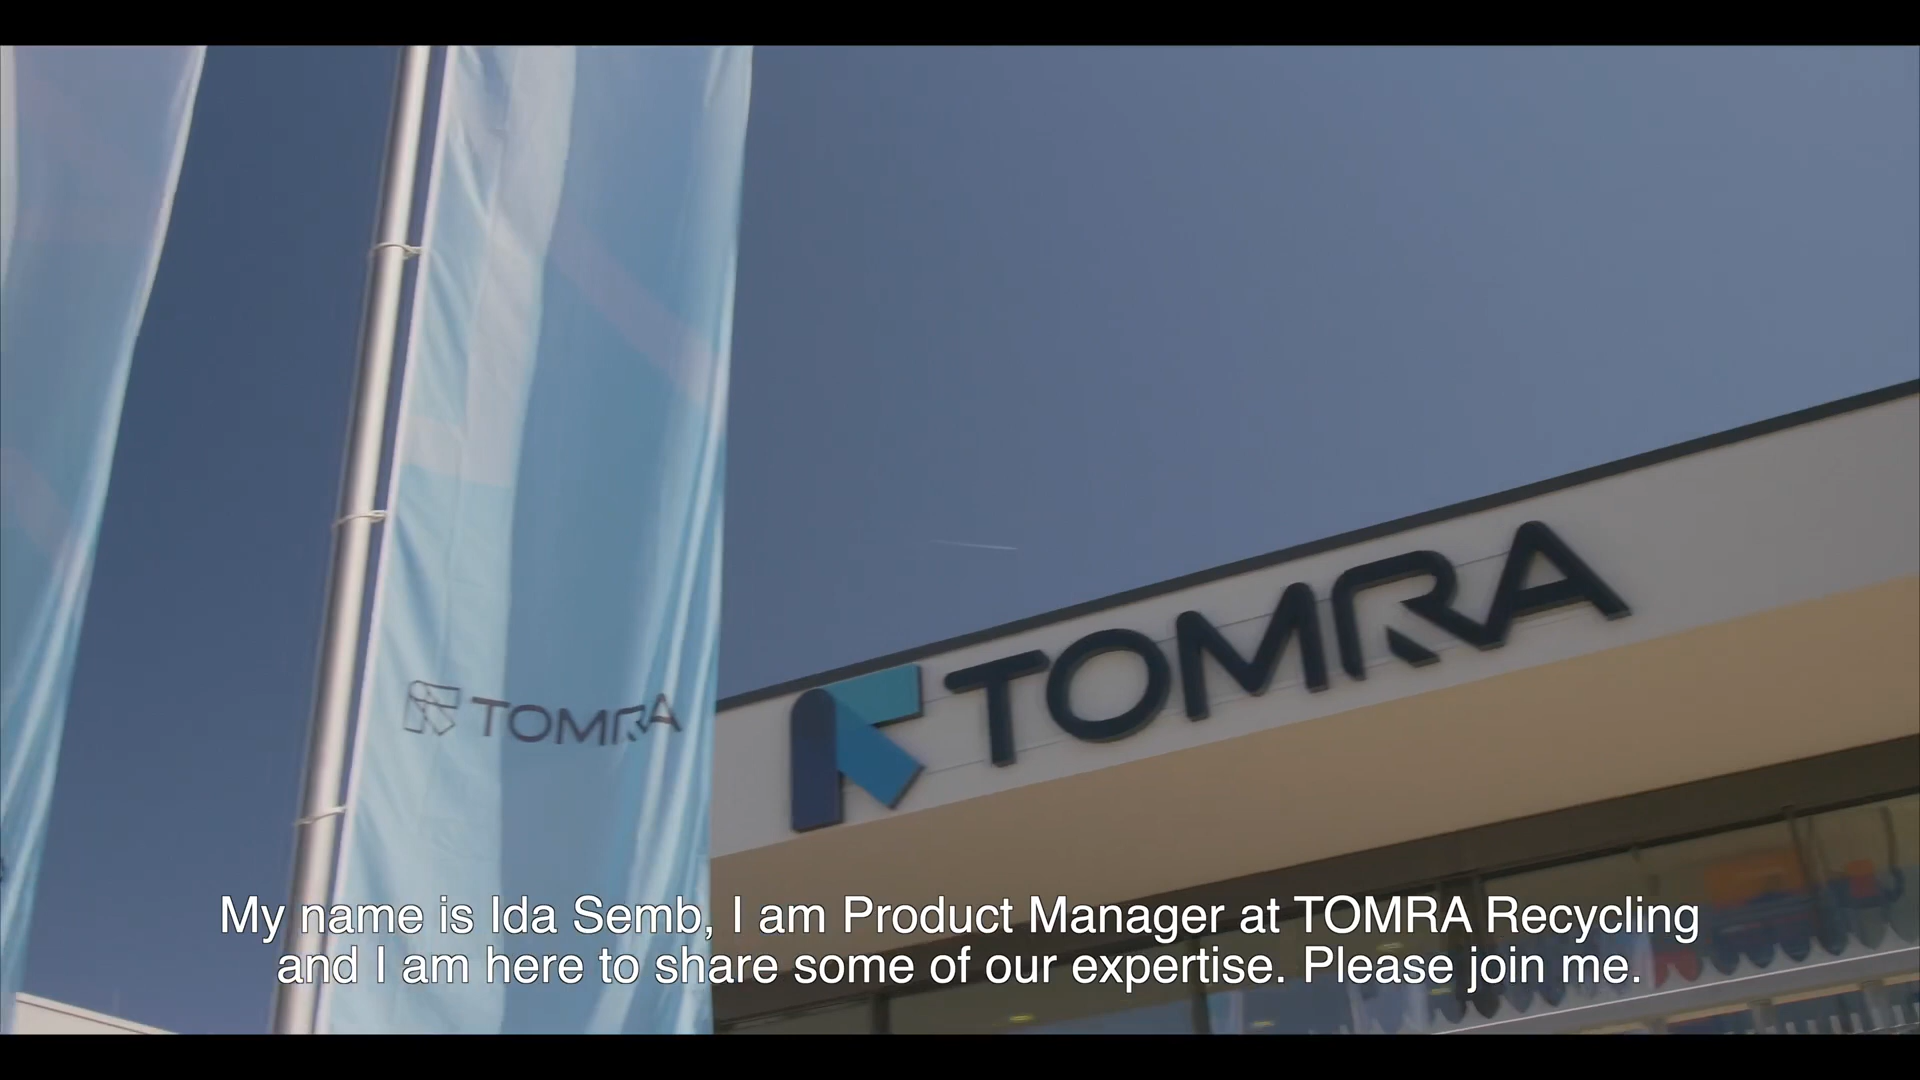 TOMRA
TOMRA
My name is Ida Semb, I am Product Manager at TOMRA Recycling
and I am here to share some of our expertise. Please join me.